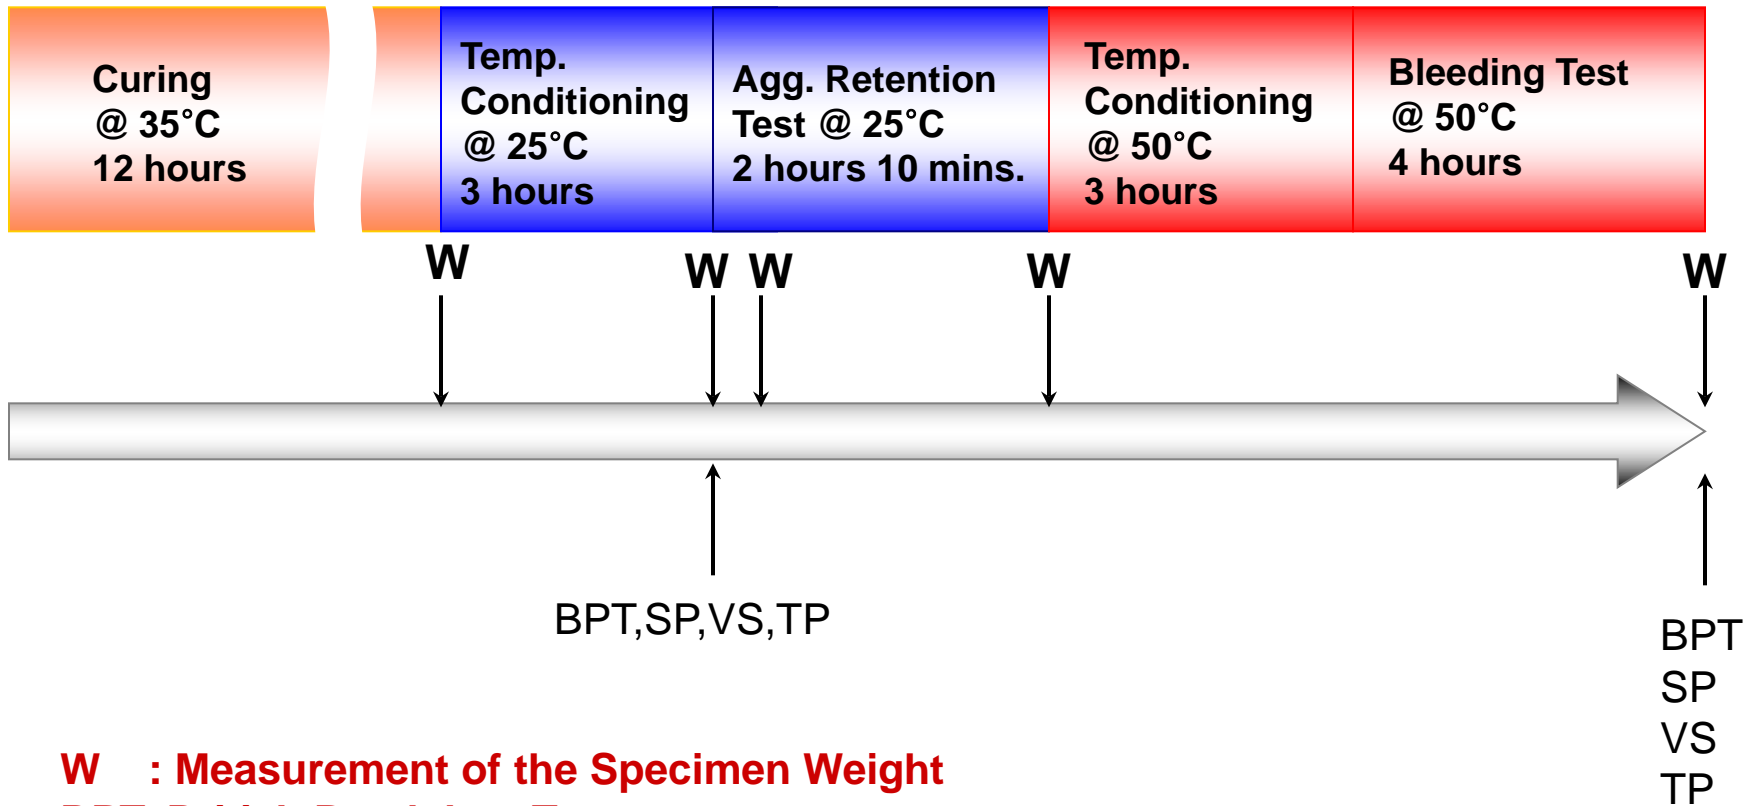 Curing
@ 35°C
12 hours
Temp.
Conditioning
@ 25°C
3 hours
Agg. Retention
Test @ 25°C
2 hours 10 mins.
Temp.
Conditioning
@ 50°C
3 hours
Bleeding Test
@ 50°C
4 hours
W
W
W
W
W
BPT,SP,VS,TP
BPT
SP
VS
TP
W : Measurement of the Specimen Weight